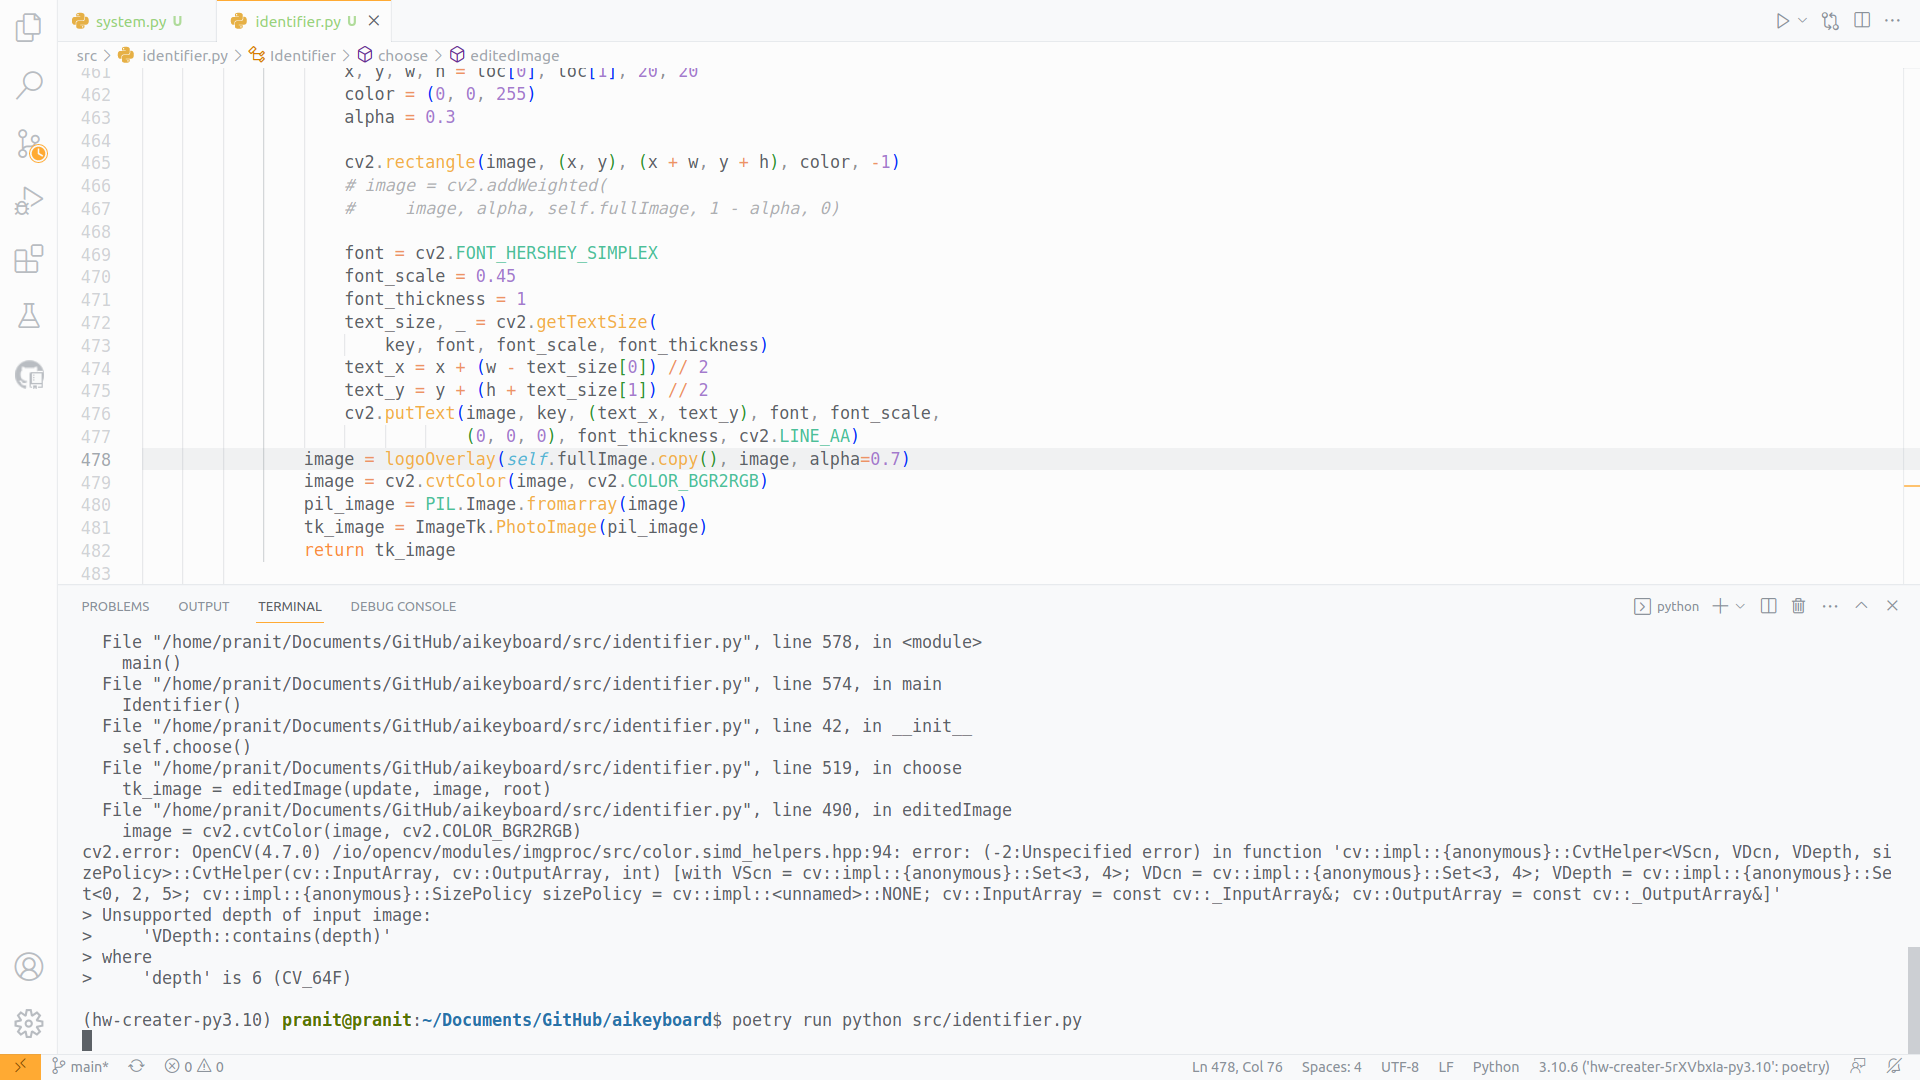 system.py U
identifier.py U
src > identifier.py > Identifier > choose > editedImage
461 x, y, w, h = loc[0], loc[1], 20, 20
462 color = (0, 0, 255)
463 alpha = 0.3
464
465 cv2.rectangle(image, (x, y), (x + w, y + h), color, -1)
466 # image = cv2.addWeighted(
467 #     image, alpha, self.fullImage, 1 - alpha, 0)
468
469 font = cv2.FONT_HERSHEY_SIMPLEX
470 font_scale = 0.45
471 font_thickness = 1
472 text_size, _ = cv2.getTextSize(
473     key, font, font_scale, font_thickness)
474 text_x = x + (w - text_size[0]) // 2
475 text_y = y + (h + text_size[1]) // 2
476 cv2.putText(image, key, (text_x, text_y), font, font_scale,
477             (0, 0, 0), font_thickness, cv2.LINE_AA)
478 image = logoOverlay(self.fullImage.copy(), image, alpha=0.7)
479 image = cv2.cvtColor(image, cv2.COLOR_BGR2RGB)
480 pil_image = PIL.Image.fromarray(image)
481 tk_image = ImageTk.PhotoImage(pil_image)
482 return tk_image
483
PROBLEMS OUTPUT TERMINAL DEBUG CONSOLE python
  File "/home/pranit/Documents/GitHub/aikeyboard/src/identifier.py", line 578, in <module>
    main()
  File "/home/pranit/Documents/GitHub/aikeyboard/src/identifier.py", line 574, in main
    Identifier()
  File "/home/pranit/Documents/GitHub/aikeyboard/src/identifier.py", line 42, in __init__
    self.choose()
  File "/home/pranit/Documents/GitHub/aikeyboard/src/identifier.py", line 519, in choose
    tk_image = editedImage(update, image, root)
  File "/home/pranit/Documents/GitHub/aikeyboard/src/identifier.py", line 490, in editedImage
    image = cv2.cvtColor(image, cv2.COLOR_BGR2RGB)
cv2.error: OpenCV(4.7.0) /io/opencv/modules/imgproc/src/color.simd_helpers.hpp:94: error: (-2:Unspecified error) in function 'cv::impl::{anonymous}::CvtHelper<VScn, VDcn, VDepth, si
zePolicy>::CvtHelper(cv::InputArray, cv::OutputArray, int) [with VScn = cv::impl::{anonymous}::Set<3, 4>; VDcn = cv::impl::{anonymous}::Set<3, 4>; VDepth = cv::impl::{anonymous}::Se
t<0, 2, 5>; cv::impl::{anonymous}::SizePolicy sizePolicy = cv::impl::<unnamed>::NONE; cv::InputArray = const cv::_InputArray&; cv::OutputArray = const cv::_OutputArray&]'
> Unsupported depth of input image:
>     'VDepth::contains(depth)'
> where
>     'depth' is 6 (CV_64F)
(hw-creater-py3.10) pranit@pranit:~/Documents/GitHub/aikeyboard$ poetry run python src/identifier.py
main* 0 0 Ln 478, Col 76 Spaces: 4 UTF-8 LF Python 3.10.6 ('hw-creater-5rXVbxIa-py3.10': poetry)